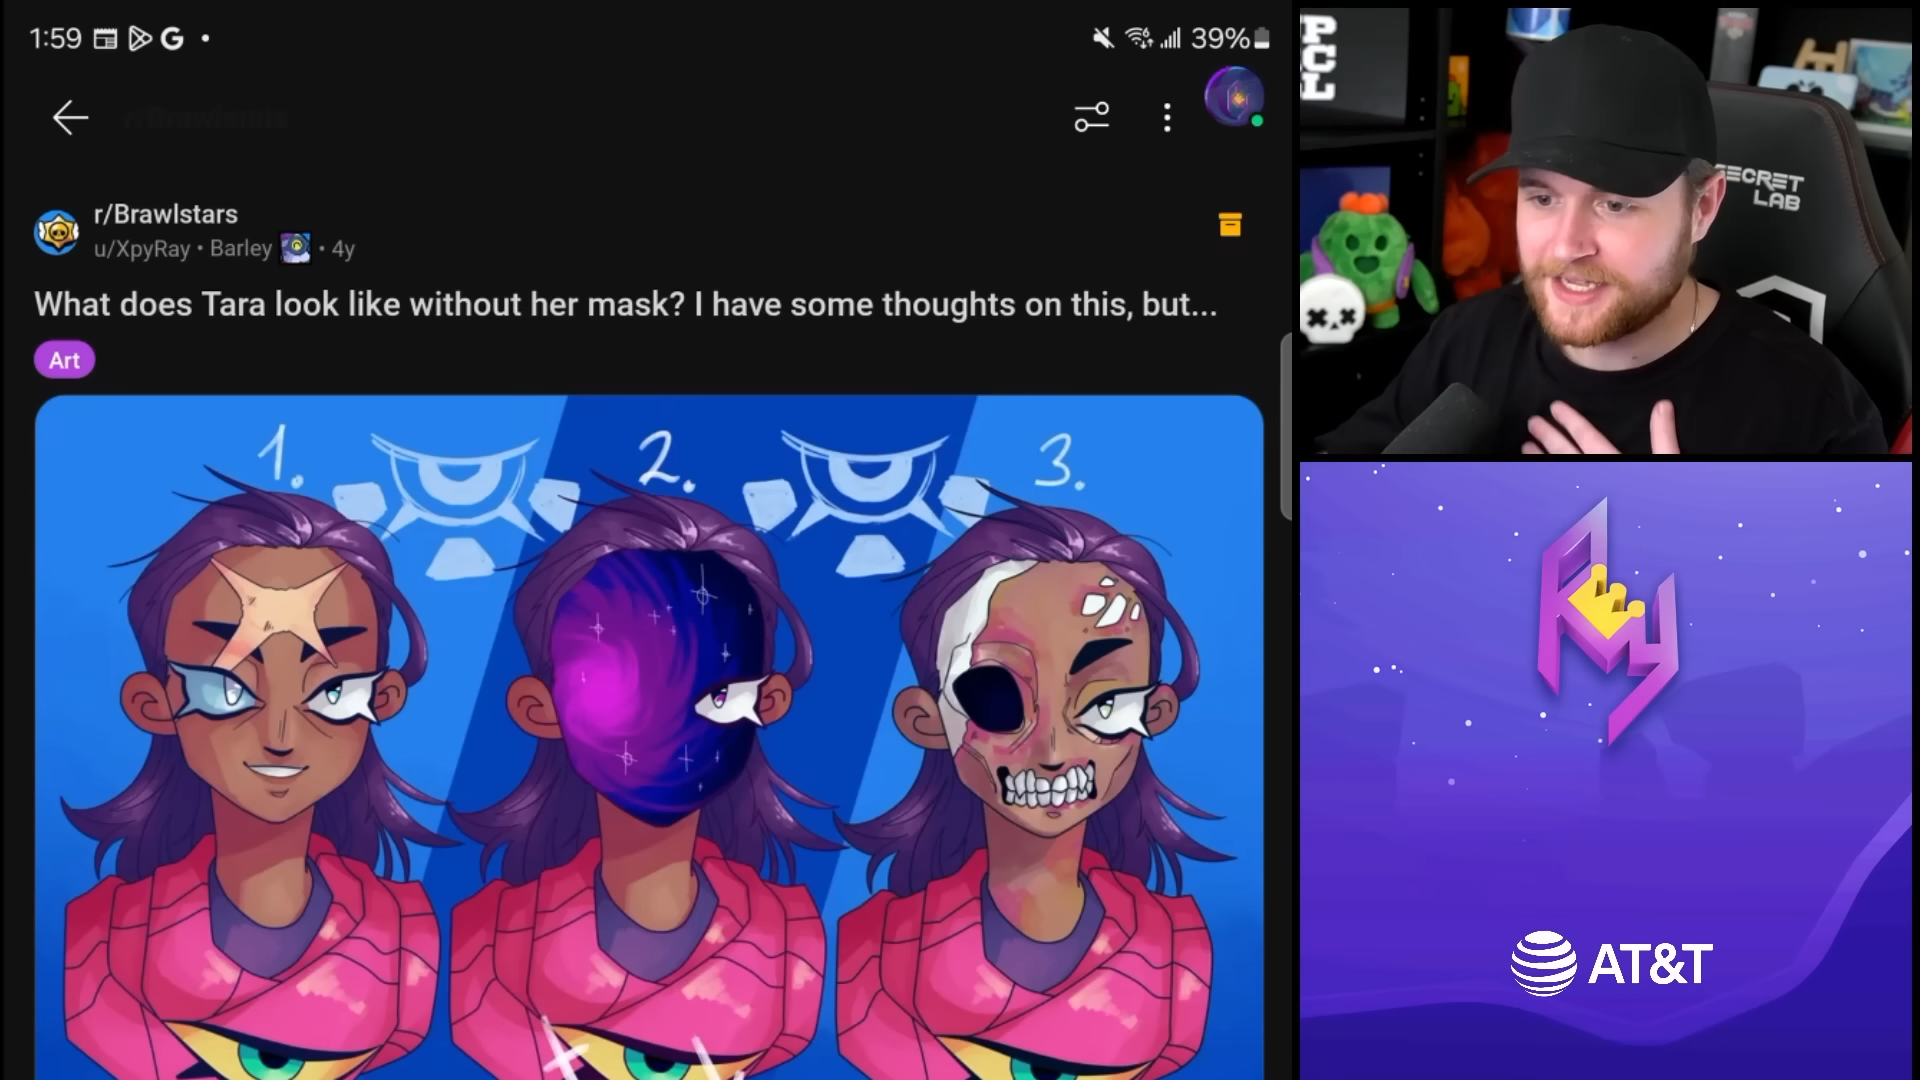 1:59
39%
r/Brawlstars
u/XpyRay • Barley • 4y
What does Tara look like without her mask? I have some thoughts on this, but...
Art
1. 2. 3.
SECRET
LAB
AT&T